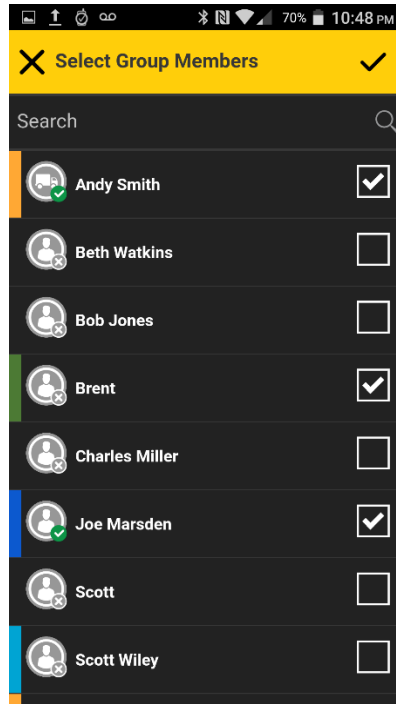 70% 10:48 PM
Select Group Members
Search
Andy Smith
Beth Watkins
Bob Jones
Brent
Charles Miller
Joe Marsden
Scott
Scott Wiley